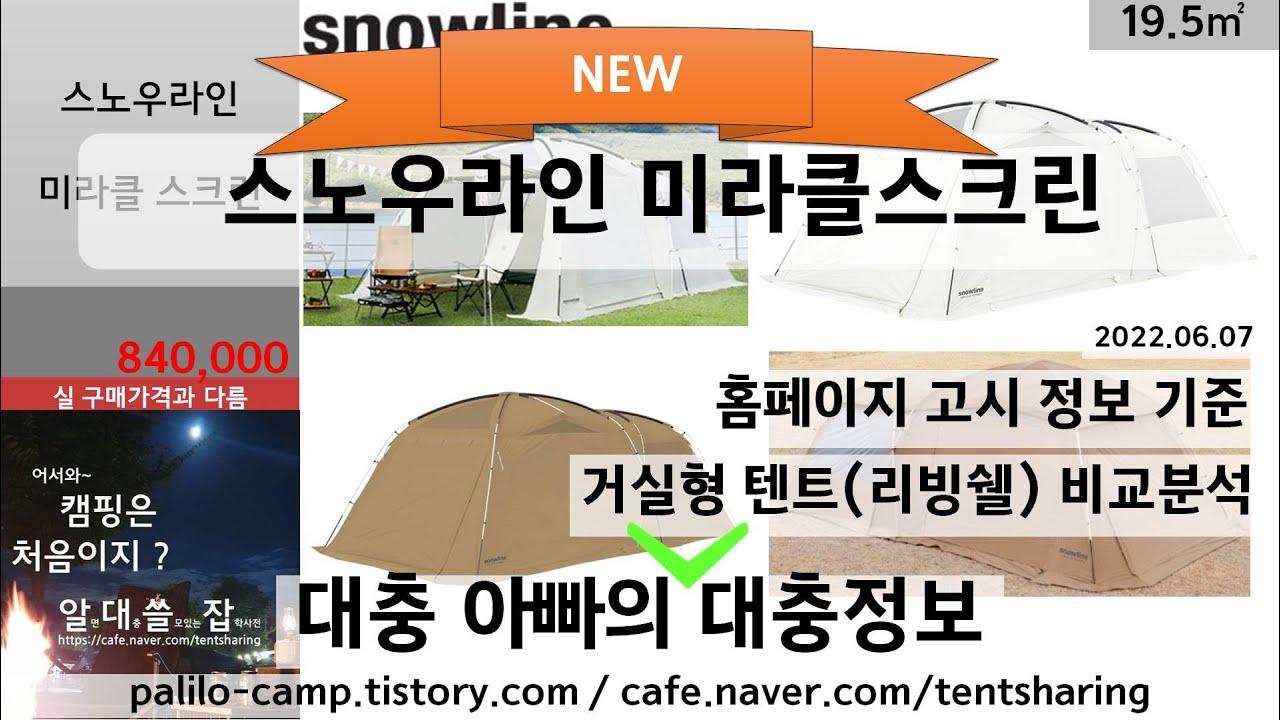 snowline
NEW
19.5㎡
스노우라인
미라클 스크린
스노우라인 미라클스크린
snowline
840,000
실 구매가격과 다름
2022.06.07
홈페이지 고시 정보 기준
거실형 텐트(리빙쉘) 비교분석
어서와~
캠핑은
처음이지 ?
snowline
snowline
대충 아빠의 대충정보
알면 대충 쓸모있는 잡학사전
https://cafe.naver.com/tentsharing
palilo-camp.tistory.com / cafe.naver.com/tentsharing